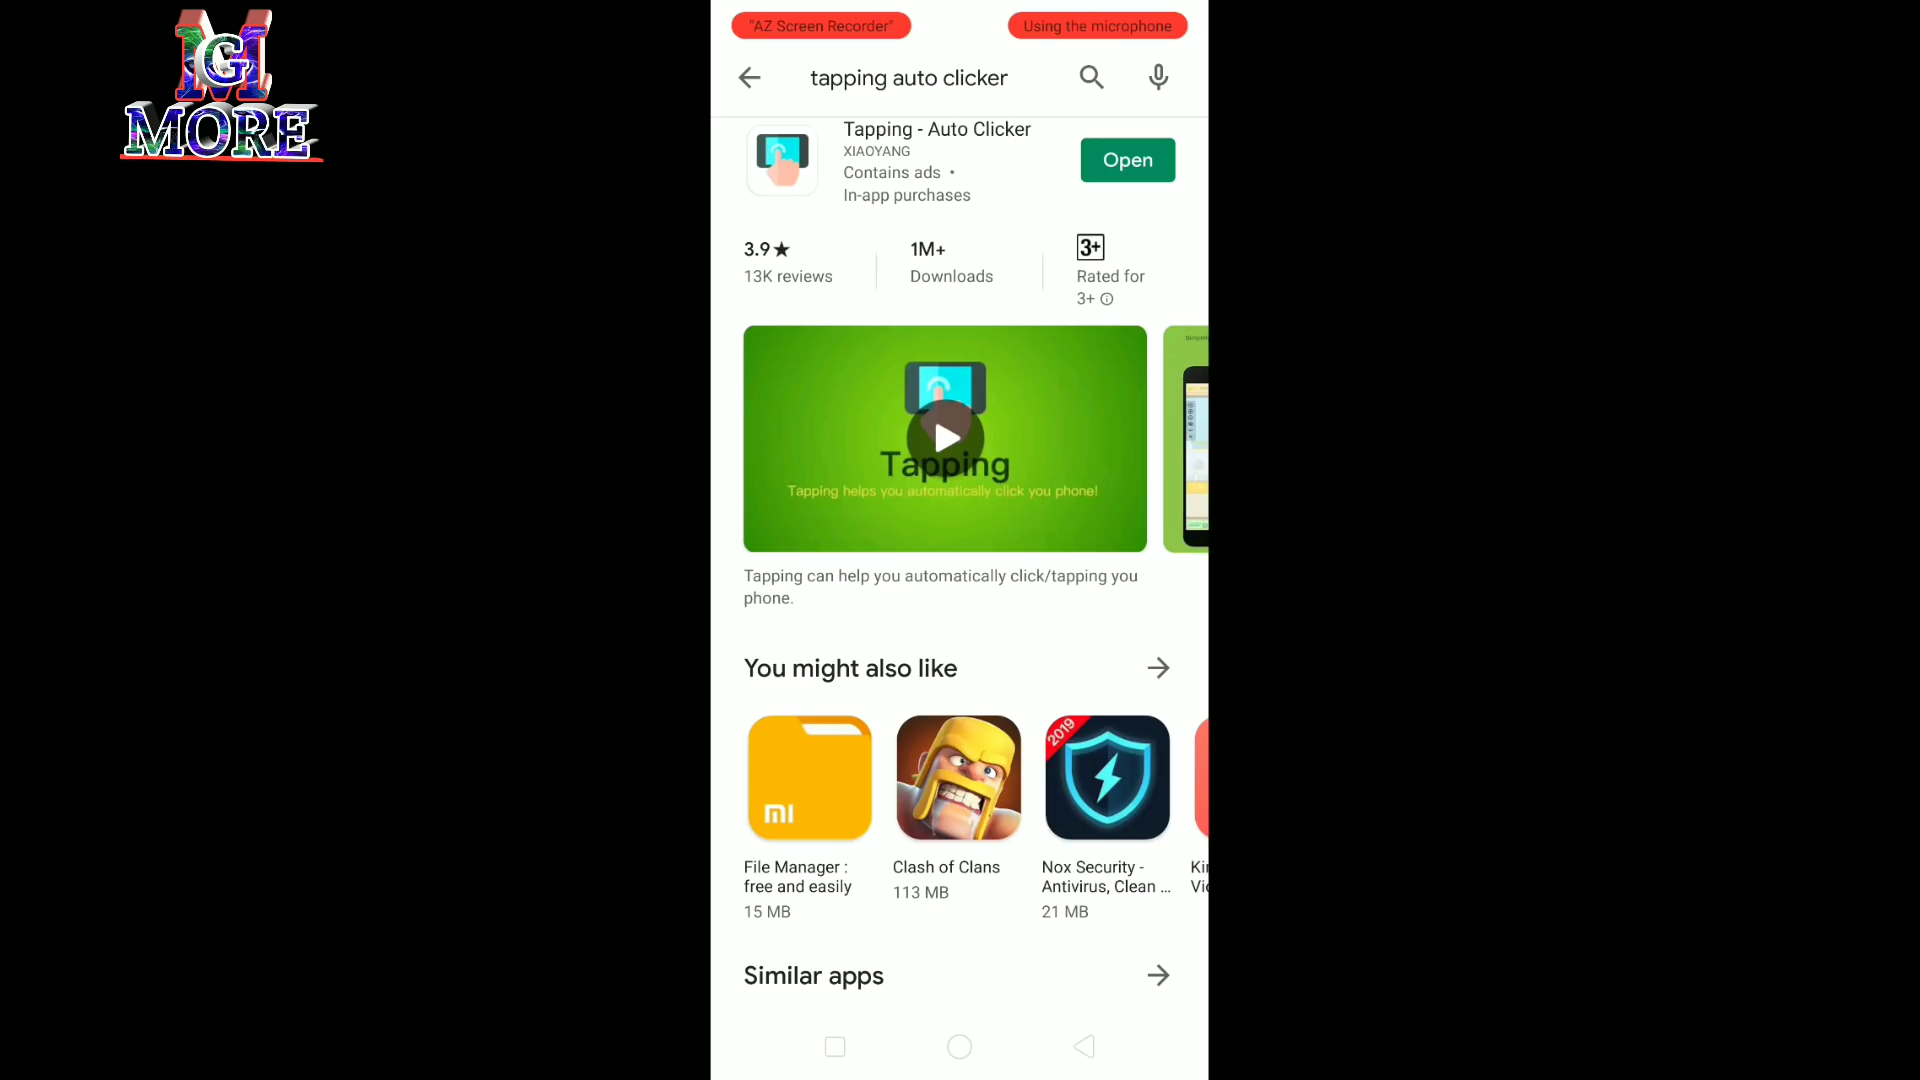 G
MORE
"AZ Screen Recorder"
Using the microphone
tapping auto clicker
Tapping - Auto Clicker
XIAOYANG
Contains ads •
In-app purchases
Open
3.9★
13K reviews
1M+
Downloads
3+
Rated for
3+
Tapping
Tapping helps you automatically click you phone!
Tapping can help you automatically click/tapping you
phone.
You might also like
2019
File Manager :
free and easily
15 MB
Clash of Clans
113 MB
Nox Security -
Antivirus, Clean ...
21 MB
Similar apps